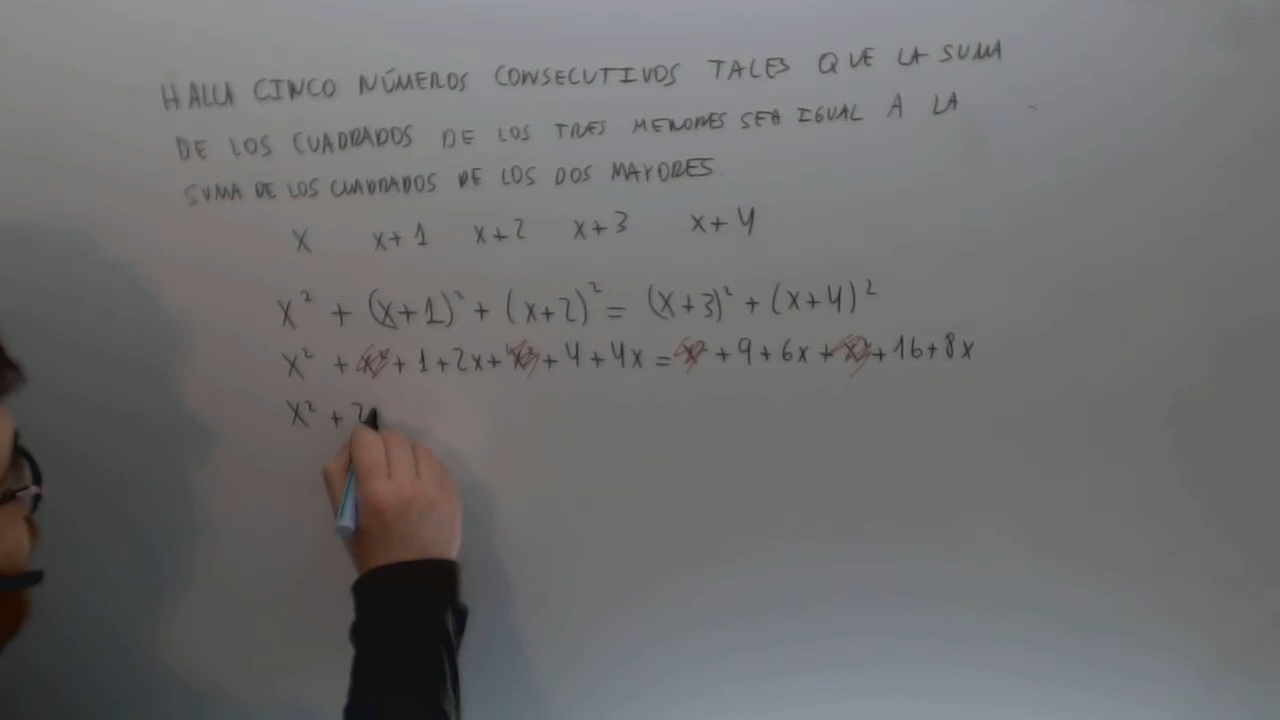 HALLA CINCO NÚMEROS CONSECUTIVOS TALES QUE LA SUMA
DE LOS CUADRADOS DE LOS TRES MENORES SEA IGUAL A LA
SUMA DE LOS CUADRADOS DE LOS DOS MAYORES
x x+1 x+2 x+3 x+4
x² + (x+1)² + (x+2)² = (x+3)² + (x+4)²
x² + x² + 1 + 2x + x² + 4 + 4x = x² + 9 + 6x + x² + 16 + 8x
x² + 2